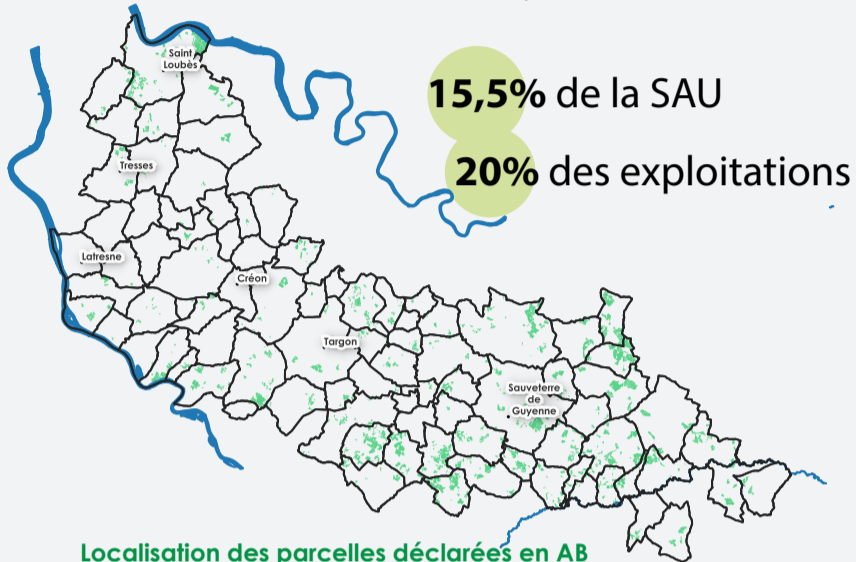 Saint
Loubès
15,5% de la SAU
20% des exploitations
Tresses
Latresne
Créon
Targon
Sauveterre
de
Guyenne
Localisation des parcelles déclarées en AB